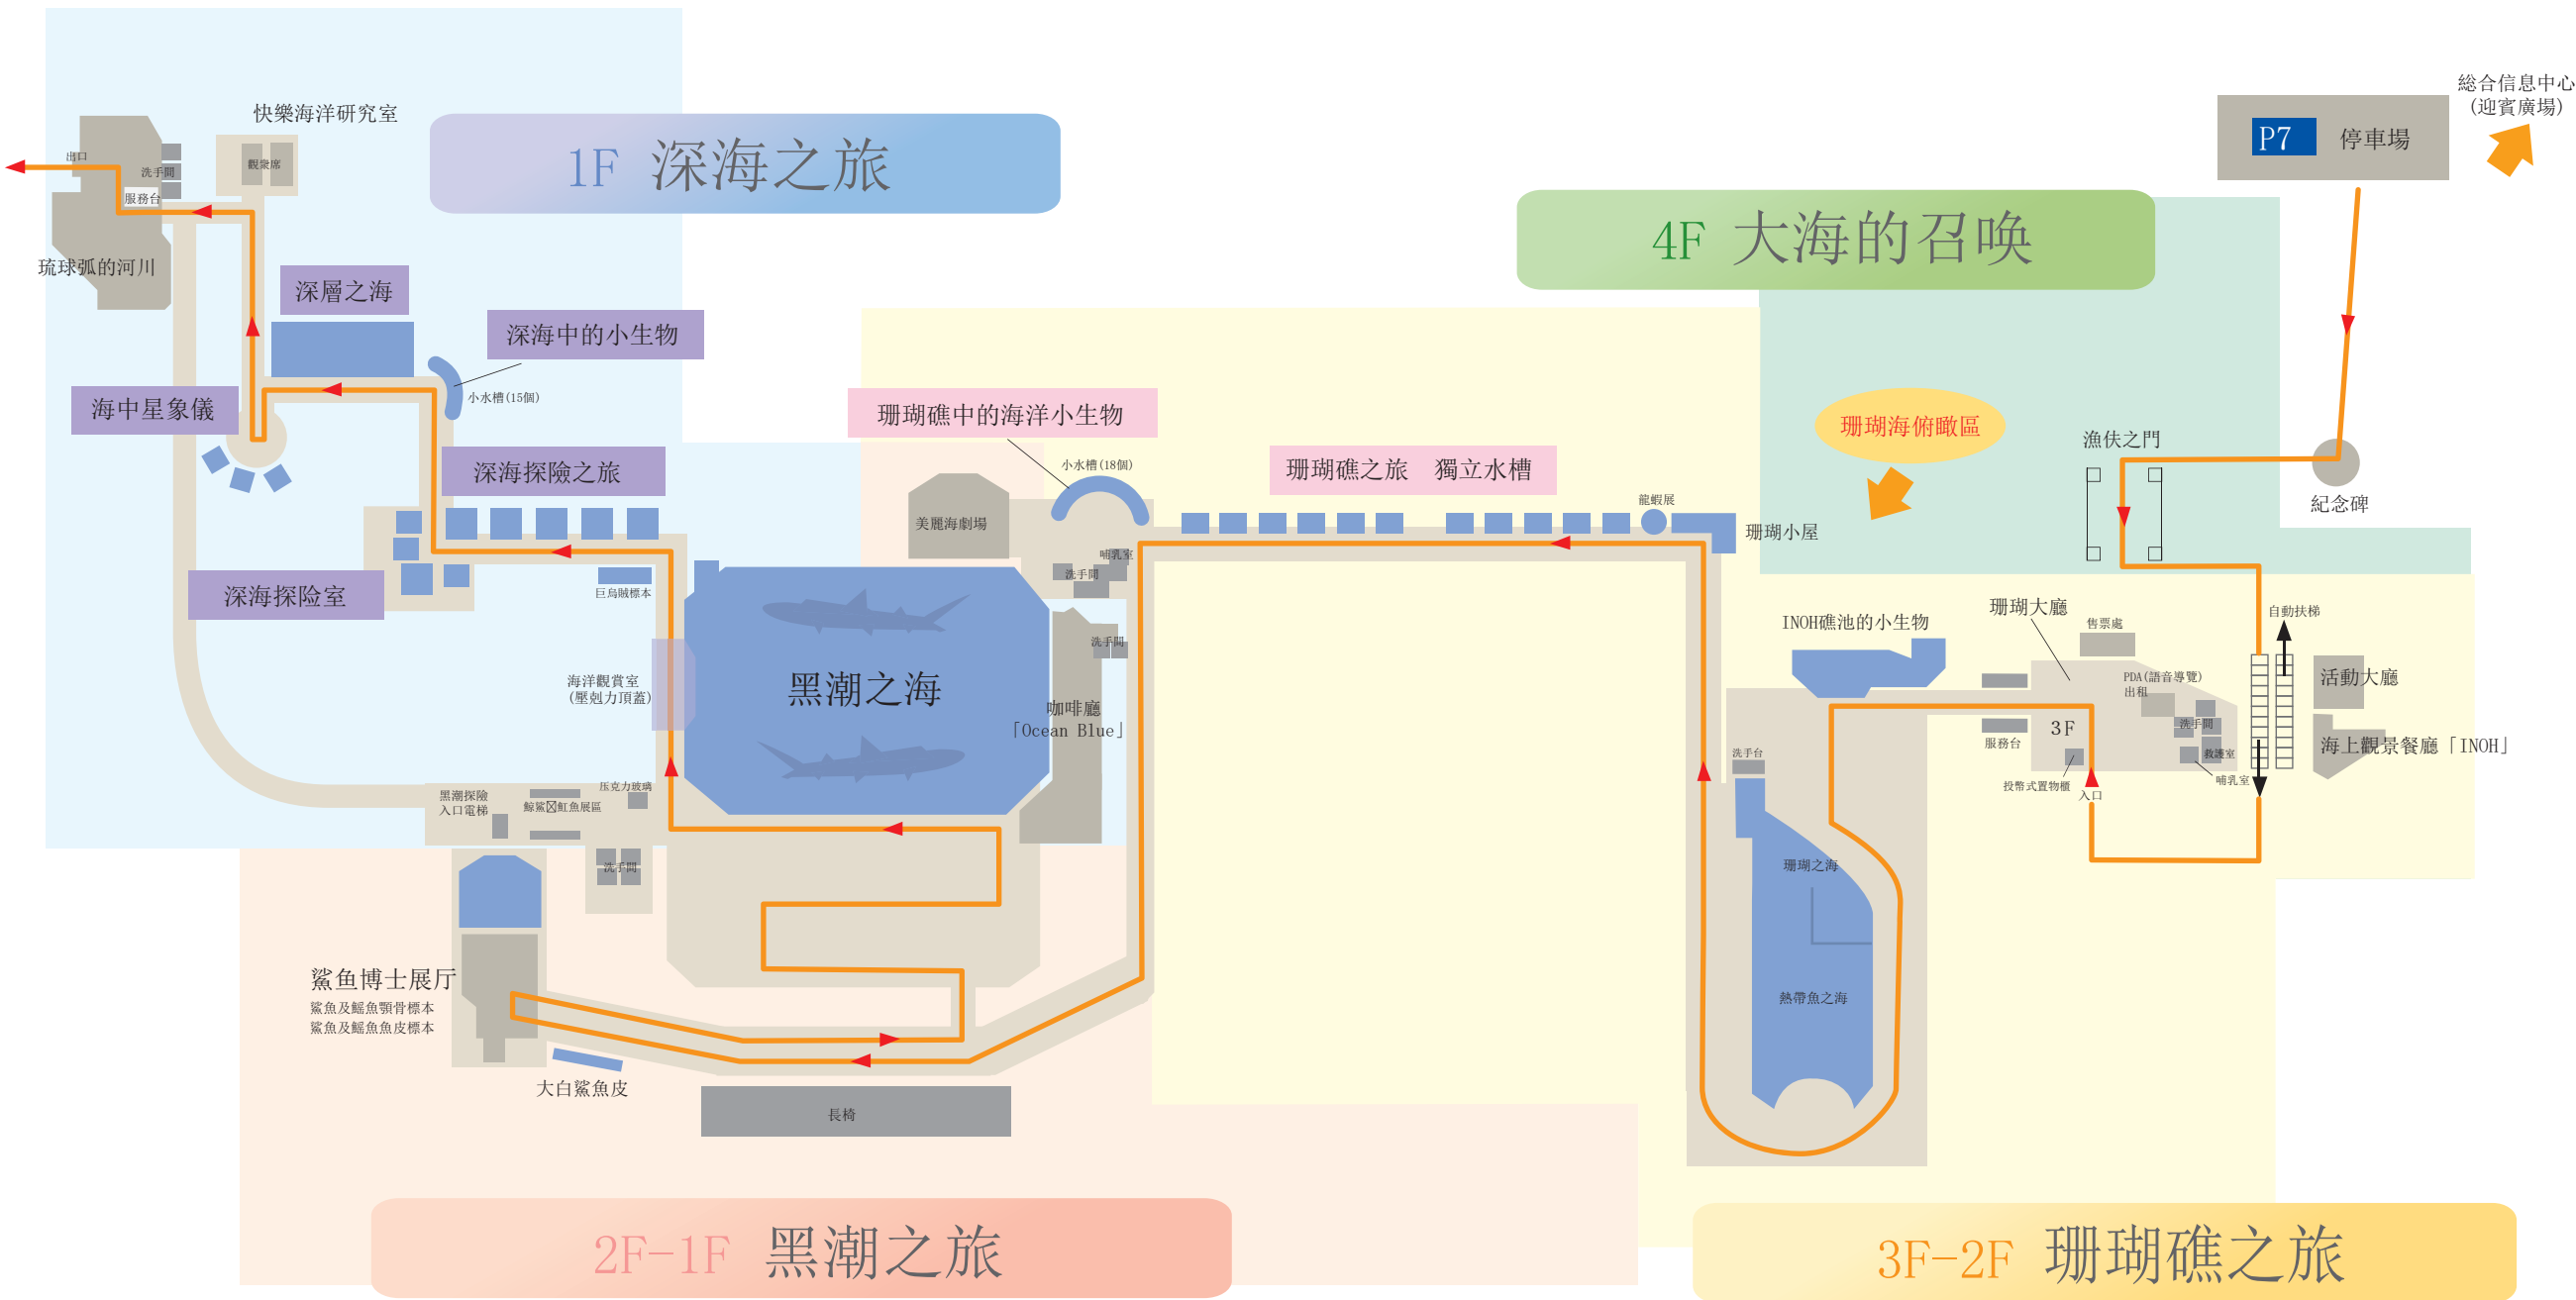 総合信息中心
(迎賓廣場)
P7 停車場
快樂海洋研究室
1F 深海之旅
出口
觀衆席
洗手間
服務台
4F 大海的召唤
琉球弧的河川
深層之海
深海中的小生物
小水槽(15個)
海中星象儀
珊瑚礁中的海洋小生物
珊瑚海俯瞰區
漁伕之門
深海探險之旅
小水槽(18個)
珊瑚礁之旅 獨立水槽
紀念碑
美麗海劇場
龍蝦展
珊瑚小屋
哺乳室
洗手間
深海探险室
巨烏賊標本
INOH礁池的小生物
珊瑚大廳
售票處
自動扶梯
洗手間
海洋觀賞室
(壓剋力頂蓋)
黑潮之海
咖啡廳
「Ocean Blue」
PDA(語音導覽)
出租
活動大廳
3F
洗手間
服務台
海上觀景餐廳「INOH」
救護室
洗手台
哺乳室
投幣式置物櫃
入口
黑潮探險
入口電梯
鯨鯊〼魟魚展區
压克力玻璃
洗手間
珊瑚之海
鯊鱼博士展厅
鯊魚及鰩魚顎骨標本
鯊魚及鰩魚魚皮標本
熱帶魚之海
大白鯊魚皮
長椅
2F-1F 黑潮之旅
3F-2F 珊瑚礁之旅